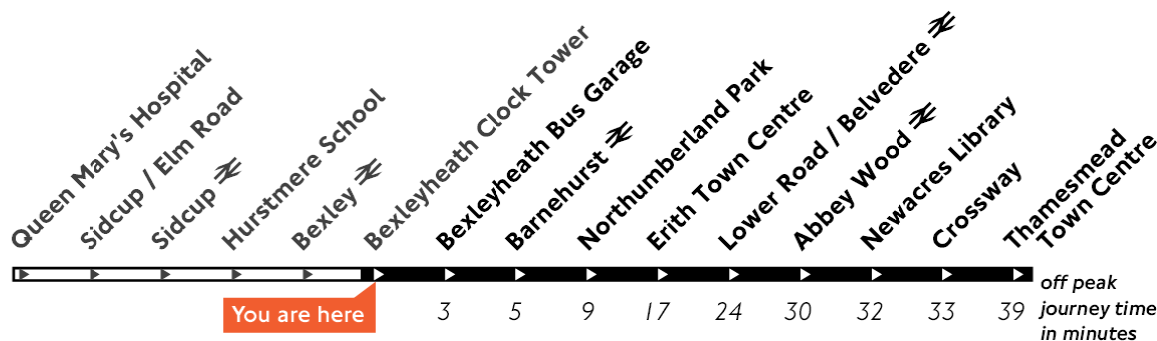 Queen Mary's Hospital
Sidcup / Elm Road
Sidcup
Hurstmere School
Bexley
Bexleyheath Clock Tower
Bexleyheath Bus Garage
Barnehurst
Northumberland Park
Erith Town Centre
Lower Road / Belvedere
Abbey Wood
Newacres Library
Crossway
Thamesmead
Town Centre
You are here
3 5 9 17 24 30 32 33 39
off peak
journey time
in minutes